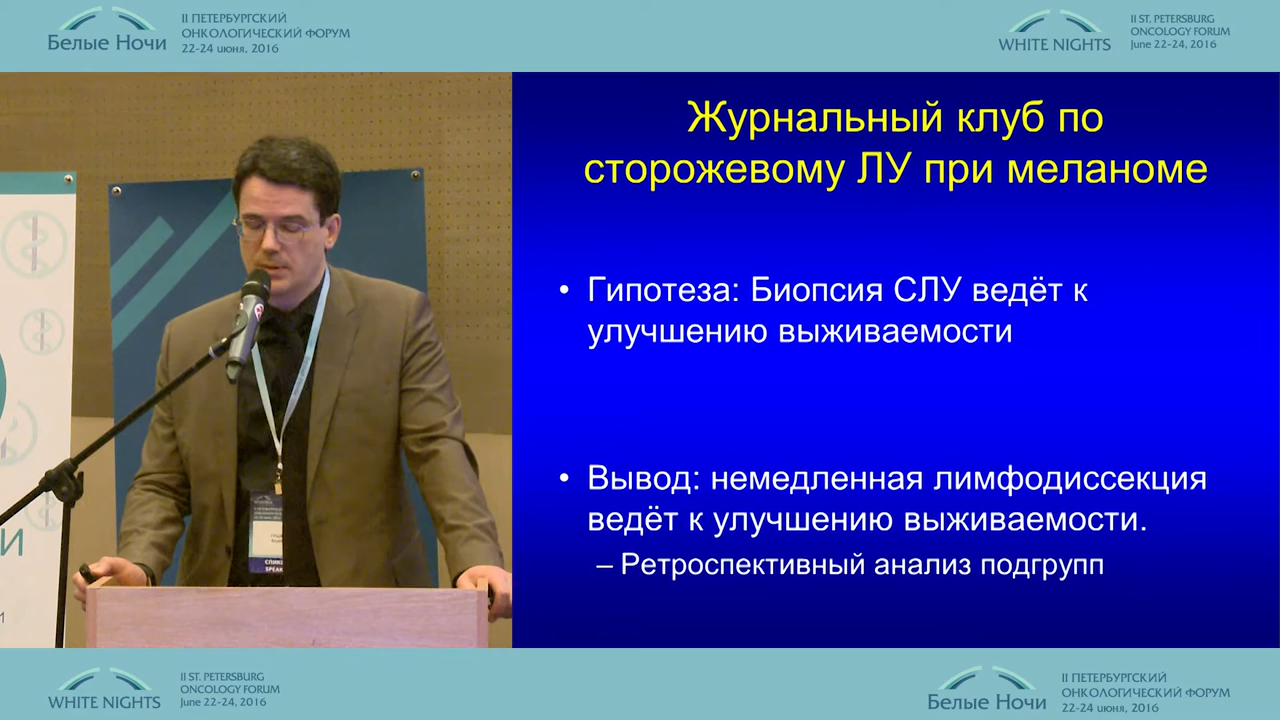 Белые Ночи
II ПЕТЕРБУРГСКИЙ
ОНКОЛОГИЧЕСКИЙ ФОРУМ
22-24 июня, 2016
WHITE NIGHTS
II ST. PETERSBURG
ONCOLOGY FORUM
June 22-24, 2016
Журнальный клуб по
сторожевому ЛУ при меланоме
• Гипотеза: Биопсия СЛУ ведёт к
улучшению выживаемости
• Вывод: немедленная лимфодиссекция
ведёт к улучшению выживаемости.
– Ретроспективный анализ подгрупп
WHITE NIGHTS
II ST. PETERSBURG
ONCOLOGY FORUM
June 22-24, 2016
Белые Ночи
II ПЕТЕРБУРГСКИЙ
ОНКОЛОГИЧЕСКИЙ ФОРУМ
22-24 июня, 2016